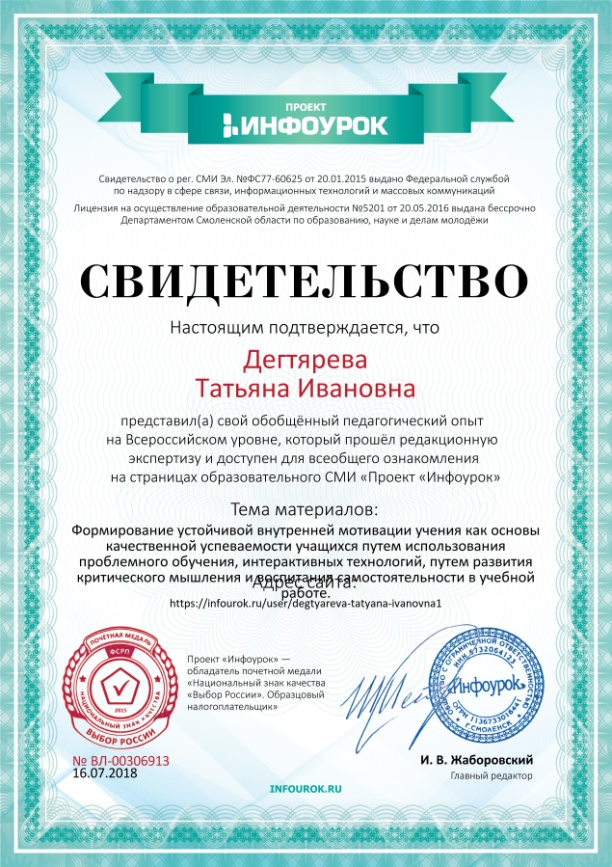 ПРОЕКТ
ИНФОУРОК
Свидетельство о рег. СМИ Эл. №ФС77-60625 от 20.01.2015 выдано Федеральной службой
по надзору в сфере связи, информационных технологий и массовых коммуникаций
Лицензия на осуществление образовательной деятельности №5201 от 20.05.2016 выдана бессрочно
Департаментом Смоленской области по образованию, науке и делам молодёжи
СВИДЕТЕЛЬСТВО
Настоящим подтверждается, что
Дегтярева
Татьяна Ивановна
представил(а) свой обобщённый педагогический опыт
на Всероссийском уровне, который прошёл редакционную
экспертизу и доступен для всеобщего ознакомления
на страницах образовательного СМИ «Проект «Инфоурок»
Тема материалов:
Формирование устойчивой внутренней мотивации учения как основы
качественной успеваемости учащихся путем использования
проблемного обучения, интерактивных технологий, путем развития
критического мышления и воспитания самостоятельности в учебной
Адрес сайта:
работе.
https://infourok.ru/user/degtyareva-tatyana-ivanovna1
ПОЧЁТНАЯ МЕДАЛЬ
ФСРП
2015
НАЦИОНАЛЬНЫЙ ЗНАК КАЧЕСТВА
ВЫБОР РОССИИ
Проект «Инфоурок» —
обладатель почетной медали
«Национальный знак качества
«Выбор России». Образцовый
налогоплательщик»
ОБЩЕСТВО С ОГРАНИЧЕННОЙ ОТВЕТСТВЕННОСТЬЮ
ИНН 6732064123
«Инфоурок»
Г.СМОЛЕНСК
№ ВЛ-00306913
16.07.2018
И. В. Жаборовский
Главный редактор
INFOUROK.RU